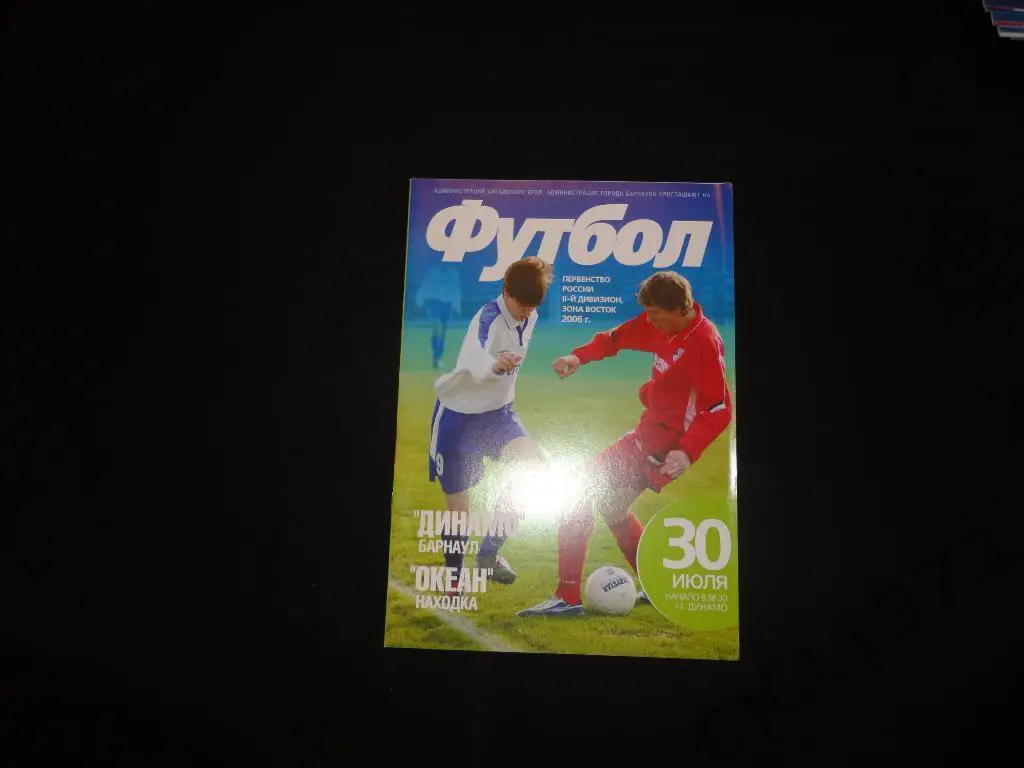 АДМИНИСТРАЦИЯ АЛТАЙСКОГО КРАЯ, АДМИНИСТРАЦИЯ ГОРОДА БАРНАУЛА ПРИГЛАШАЮТ НА
Футбол
ПЕРВЕНСТВО
РОССИИ
II-Й ДИВИЗИОН,
ЗОНА ВОСТОК
2006 г.
9
"ДИНАМО"
БАРНАУЛ
"ОКЕАН"
НАХОДКА
30
ИЮЛЯ
НАЧАЛО В 18.30
ст. ДИНАМО